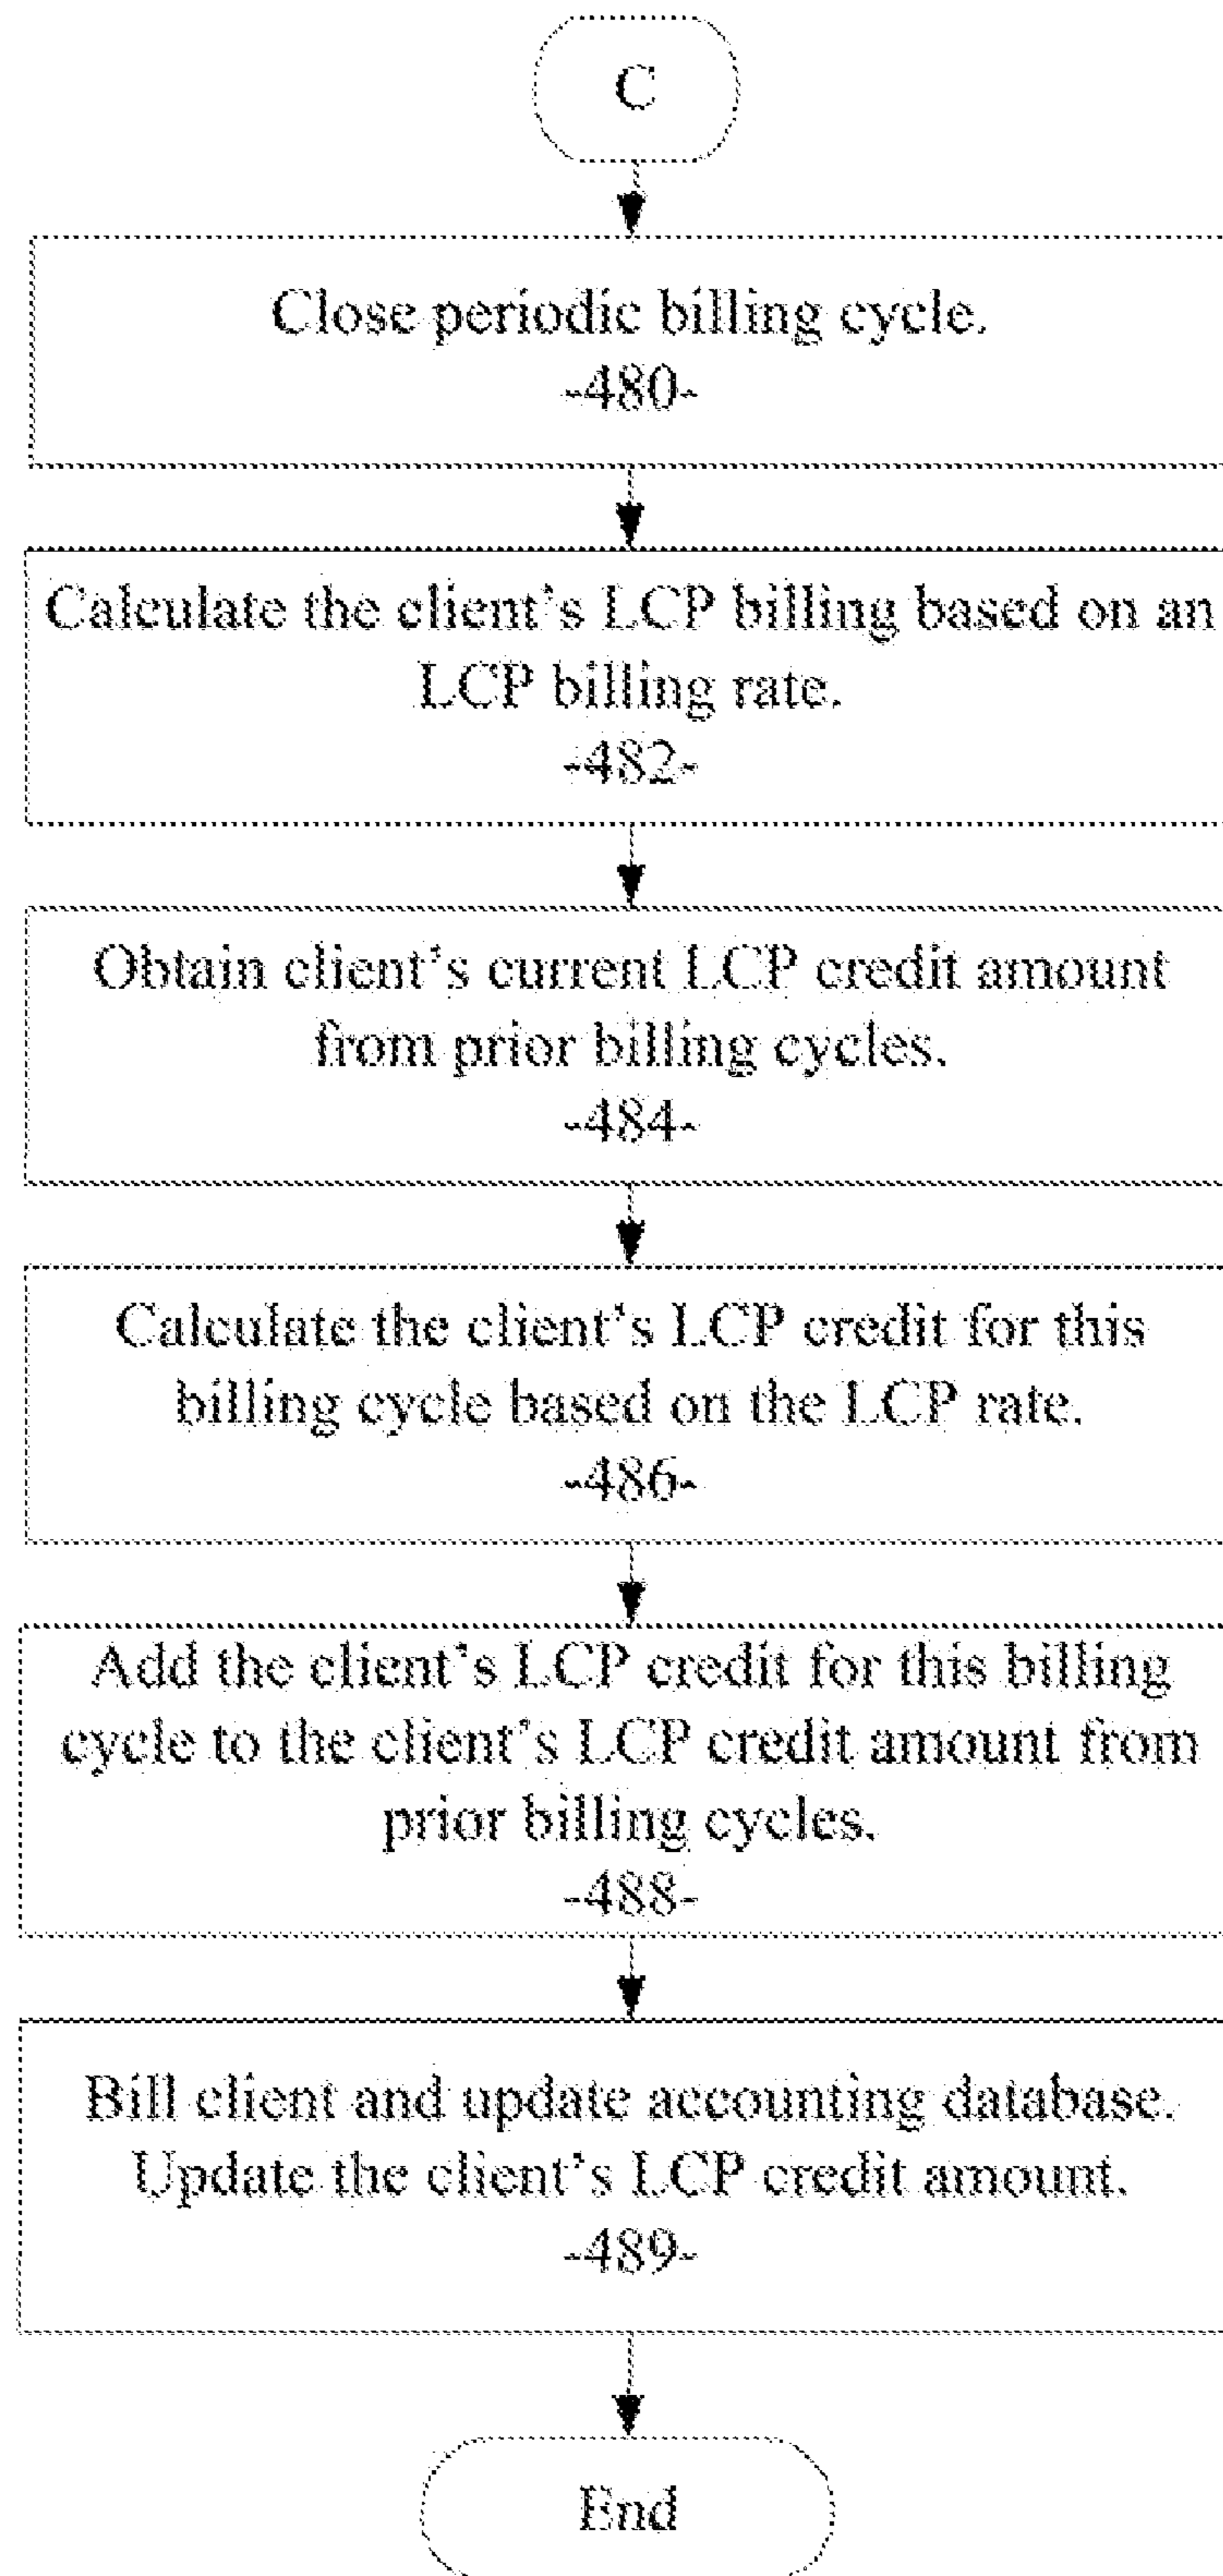 C
Close periodic billing cycle.
-480-
Calculate the client's LCP billing based on an
LCP billing rate.
-482-
Obtain client's current LCP credit amount
from prior billing cycles.
-484-
Calculate the client's LCP credit for this
billing cycle based on the LCP rate.
-486-
Add the client's LCP credit for this billing
cycle to the client's LCP credit amount from
prior billing cycles.
-488-
Bill client and update accounting database.
Update the client's LCP credit amount.
-489-
End